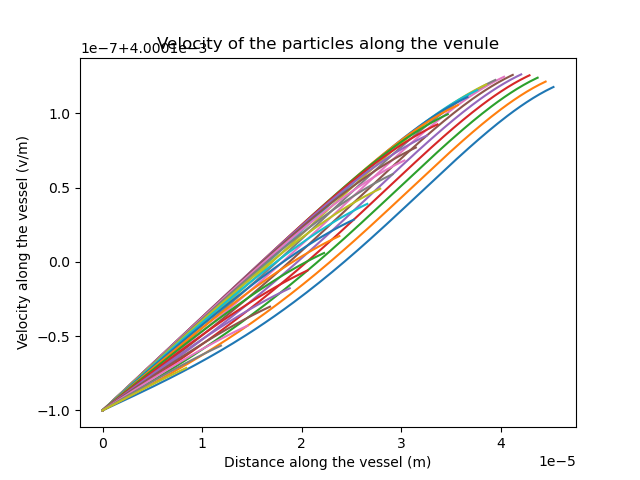 Velocity of the particles along the venule
1e−7+4.0001e−3
1.0
0.5
0.0
−0.5
−1.0
Velocity along the vessel (v/m)
0 1 2 3 4
1e−5
Distance along the vessel (m)